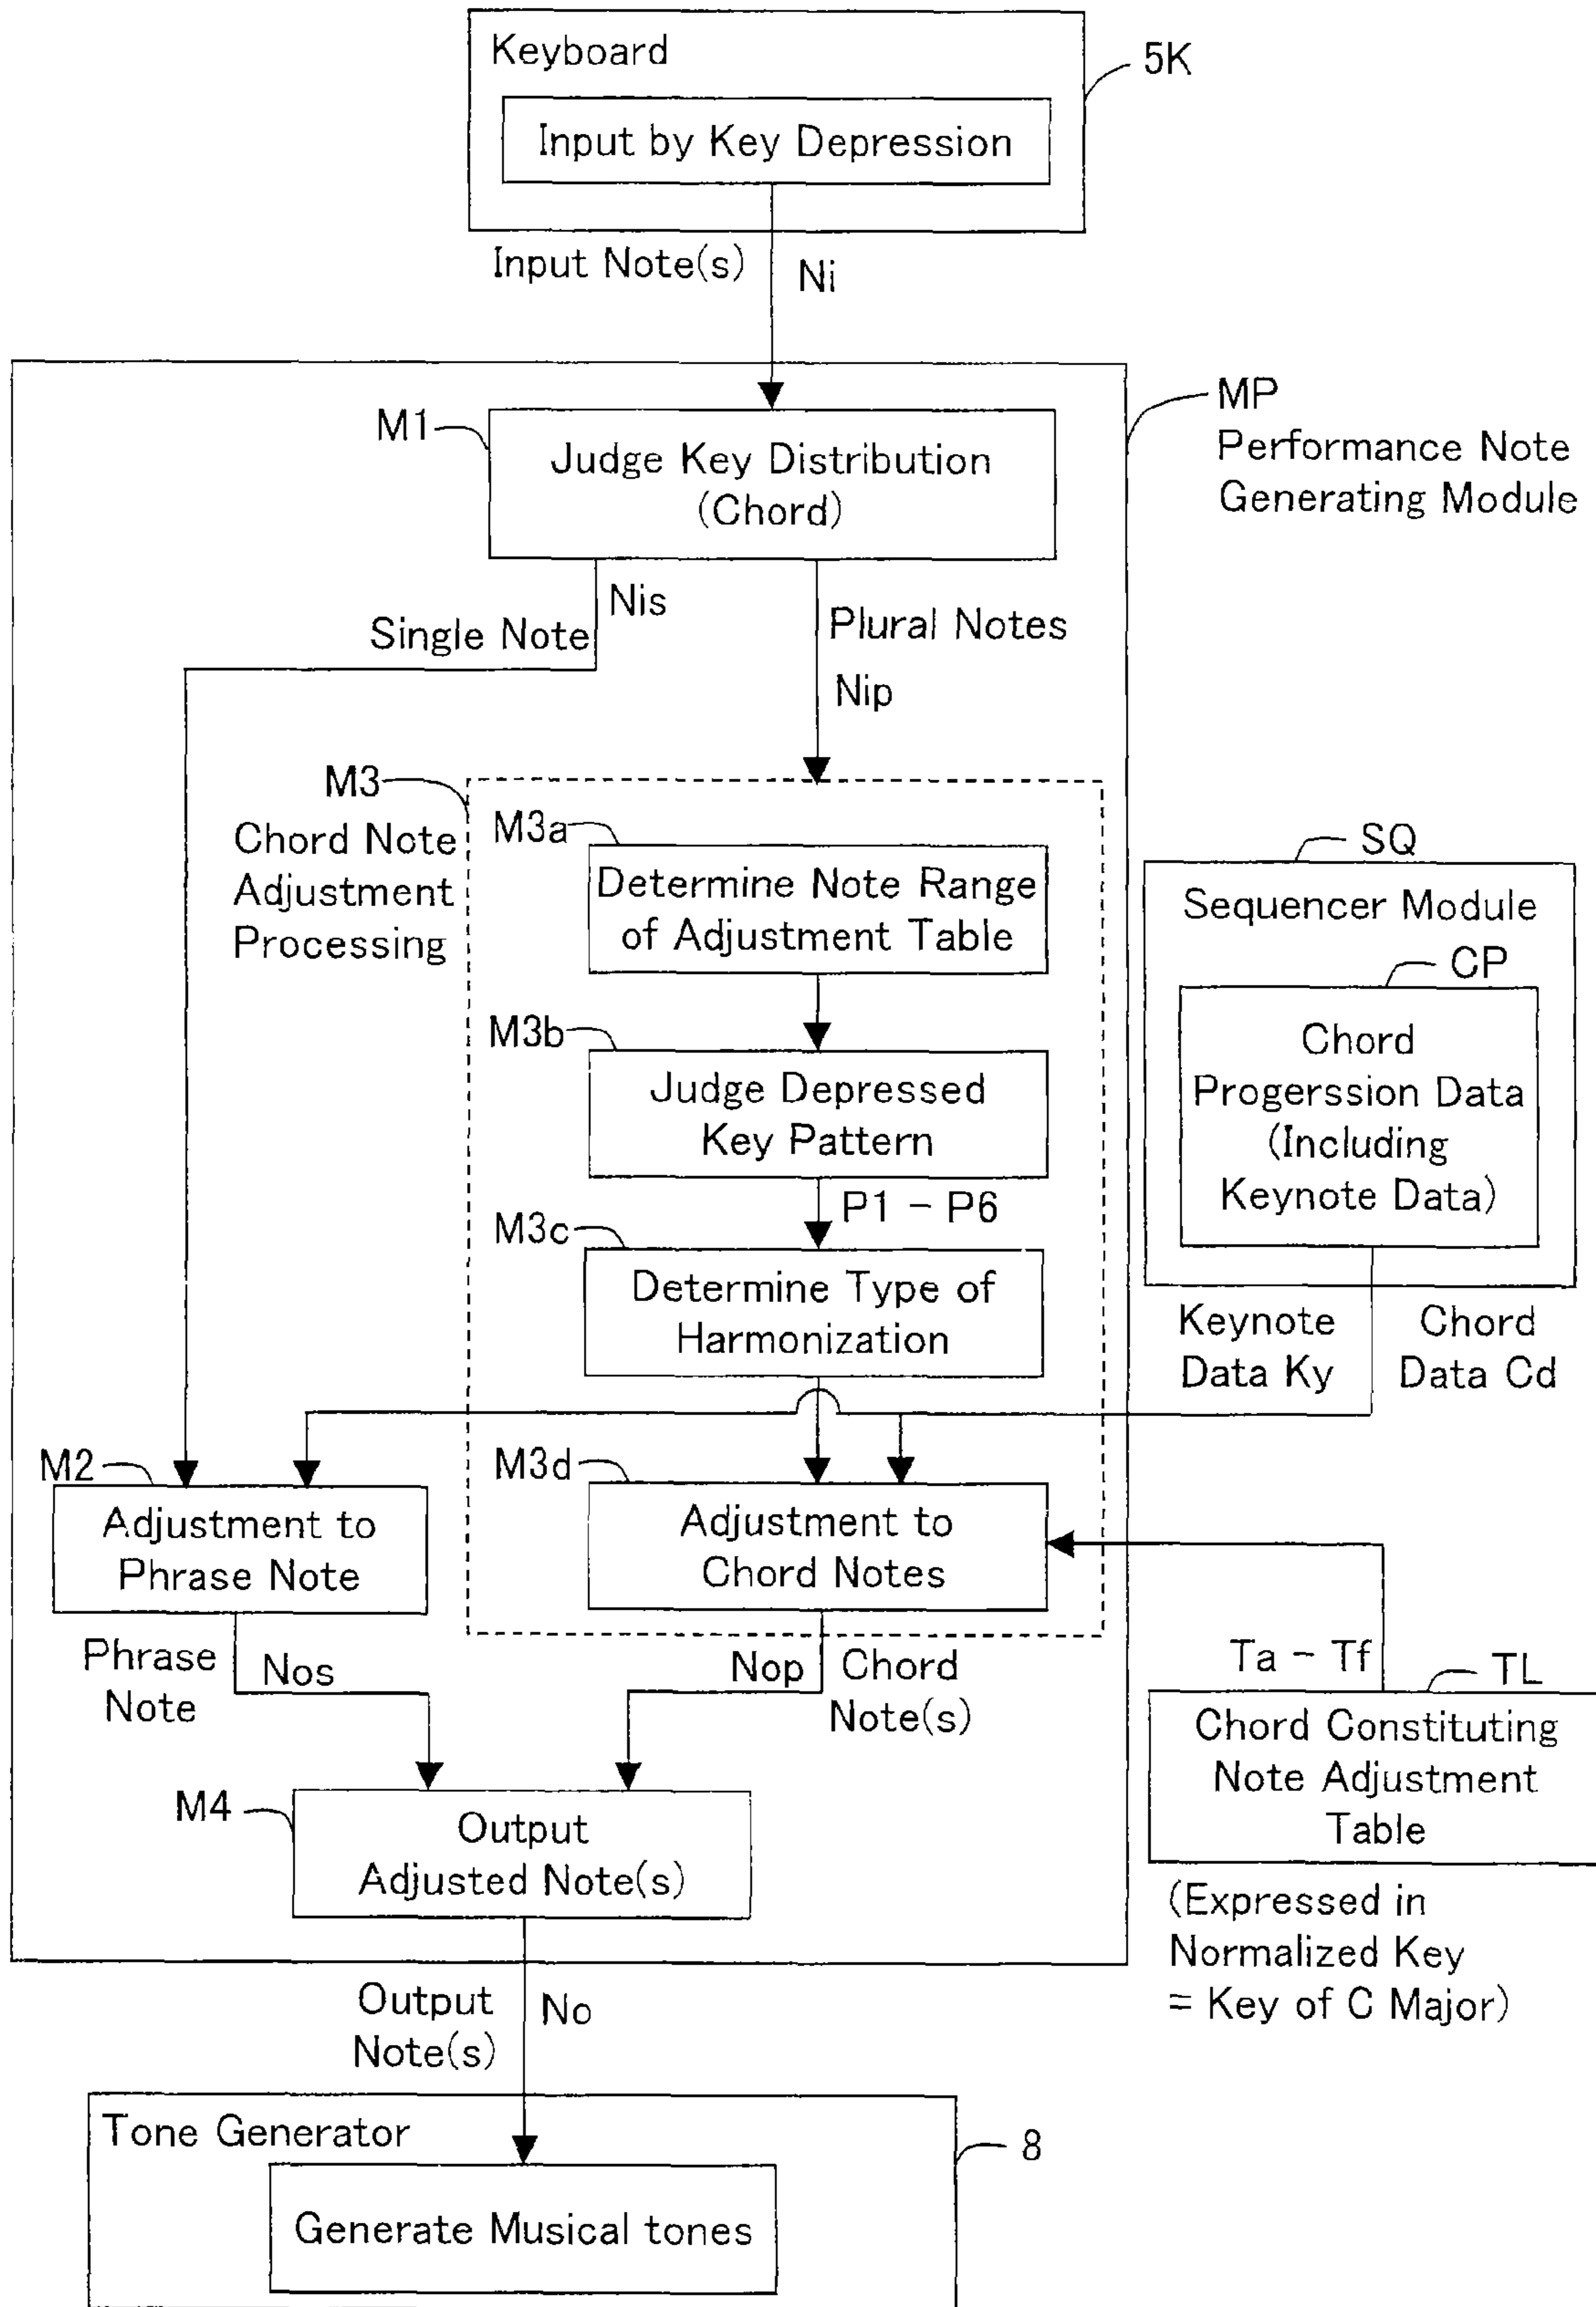 Keyboard
5K
Input by Key Depression
Input Note(s)
Ni
MP
Performance Note
Generating Module
M1
Judge Key Distribution
(Chord)
Nis
Single Note
Plural Notes
Nip
M3
Chord Note
Adjustment
Processing
M3a
Determine Note Range
of Adjustment Table
SQ
Sequencer Module
CP
Chord
Progerssion Data
(Including
Keynote Data)
M3b
Judge Depressed
Key Pattern
P1 - P6
M3c
Determine Type of
Harmonization
Keynote
Data Ky
Chord
Data Cd
M2
Adjustment to
Phrase Note
M3d
Adjustment to
Chord Notes
Phrase
Note
Nos
Nop
Chord
Note(s)
Ta - Tf
TL
Chord Constituting
Note Adjustment
Table
(Expressed in
Normalized Key
= Key of C Major)
M4
Output
Adjusted Note(s)
Output
Note(s)
No
Tone Generator
8
Generate Musical tones